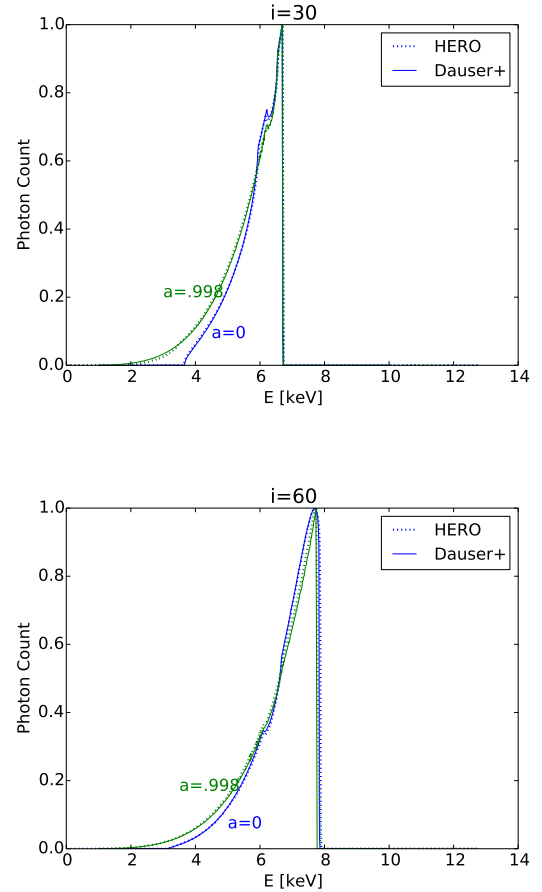 i=30
HERO
Dauser+
a=.998
a=0
Photon Count
1.0
0.8
0.6
0.4
0.2
0.0
0 2 4 6 8 10 12 14
E [keV]
i=60
HERO
Dauser+
a=.998
a=0
Photon Count
1.0
0.8
0.6
0.4
0.2
0.0
0 2 4 6 8 10 12 14
E [keV]